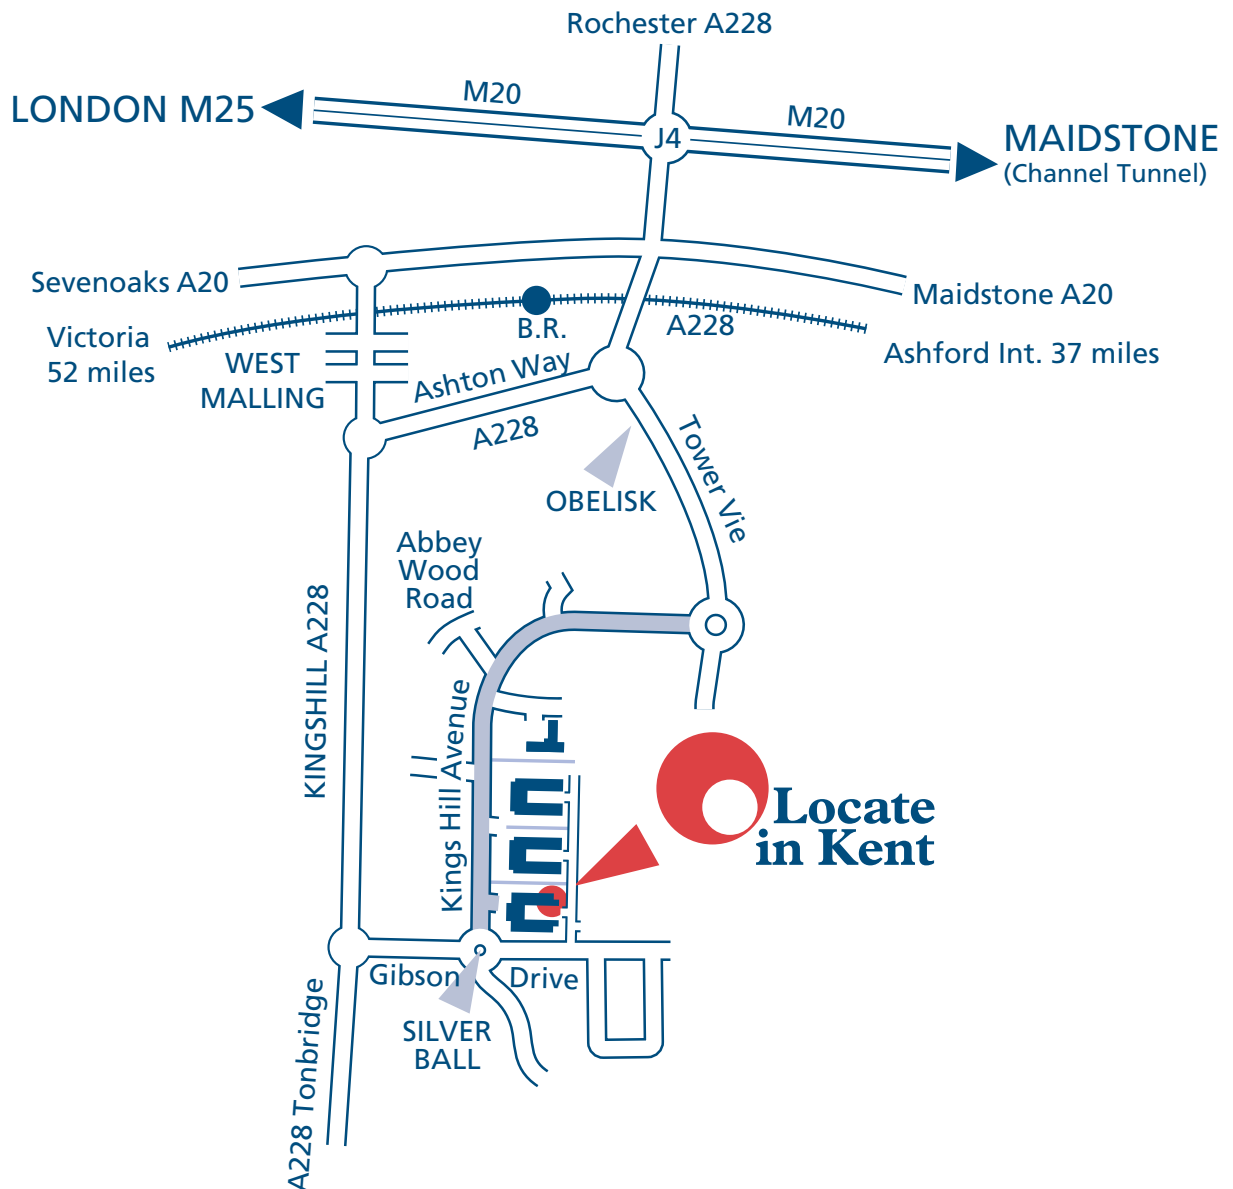 Rochester A228
M20
LONDON M25
M20
J4
MAIDSTONE
(Channel Tunnel)
Sevenoaks A20
Maidstone A20
Victoria
52 miles
B.R.
A228
Ashford Int. 37 miles
WEST
MALLING
Ashton Way
A228
Tower Vie
OBELISK
Abbey
Wood
Road
KINGSHILL A228
Kings Hill Avenue
Locate
in Kent
Gibson Drive
SILVER
BALL
A228 Tonbridge